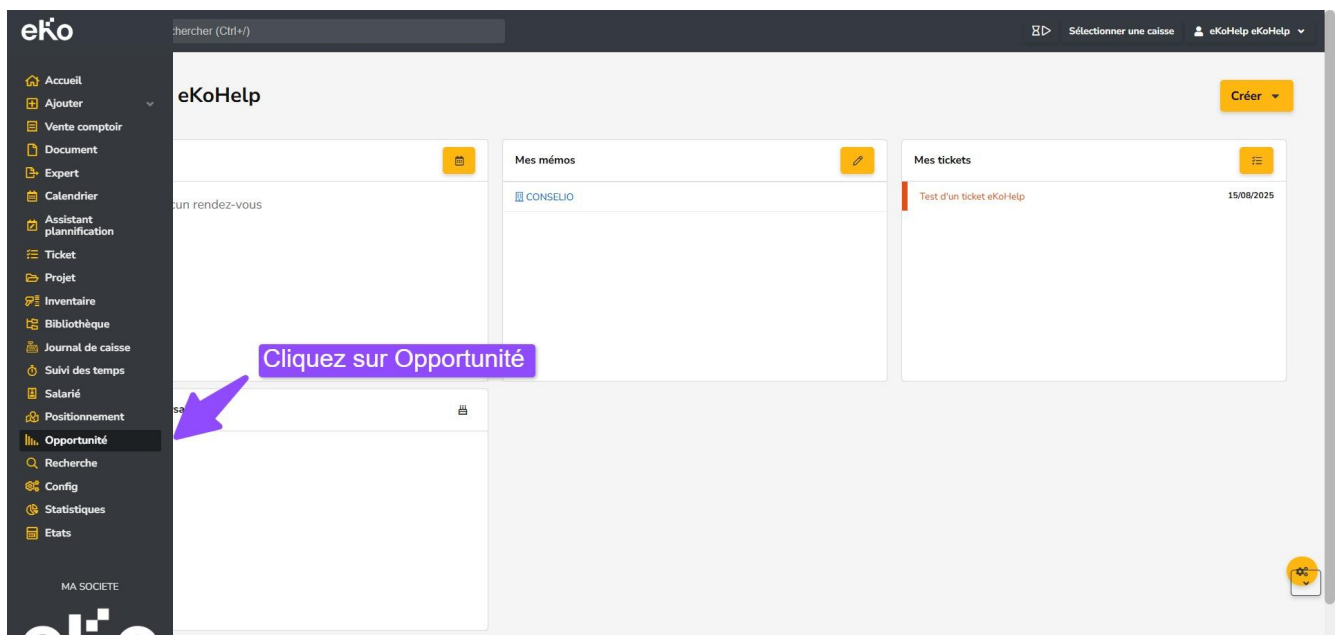 eko
hercher (Ctrl+/)
Sélectionner une caisse
eKoHelp eKoHelp
Accueil
Ajouter
Vente comptoir
Document
Expert
Calendrier
Assistant
plannification
Ticket
Projet
Inventaire
Bibliothèque
Journal de caisse
Suivi des temps
Salarié
Positionnement
Opportunité
Recherche
Config
Statistiques
Etats
MA SOCIETE
eko
eKoHelp
Créer
cun rendez-vous
Mes mémos
CONSELIO
Mes tickets
Test d'un ticket eKoHelp
15/08/2025
Cliquez sur Opportunité